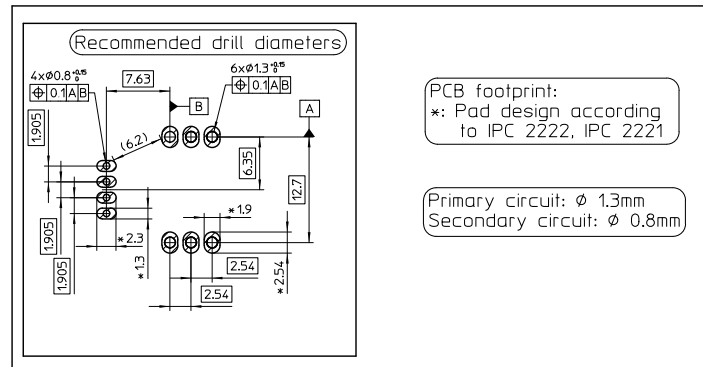 Recommended drill diameters
4xØ0.8 +0.15 0
⌖ 0.1 A B
7.63
6xØ1.3 +0.15 0
⌖ 0.1 A B
B
A
(6.2)
1.905
6.35
12.7
*1.9
*2.3
*1.3
1.905
1.905
2.54
2.54
*2.54
PCB footprint:
*: Pad design according
to IPC 2222, IPC 2221
Primary circuit: Ø 1.3mm
Secondary circuit: Ø 0.8mm